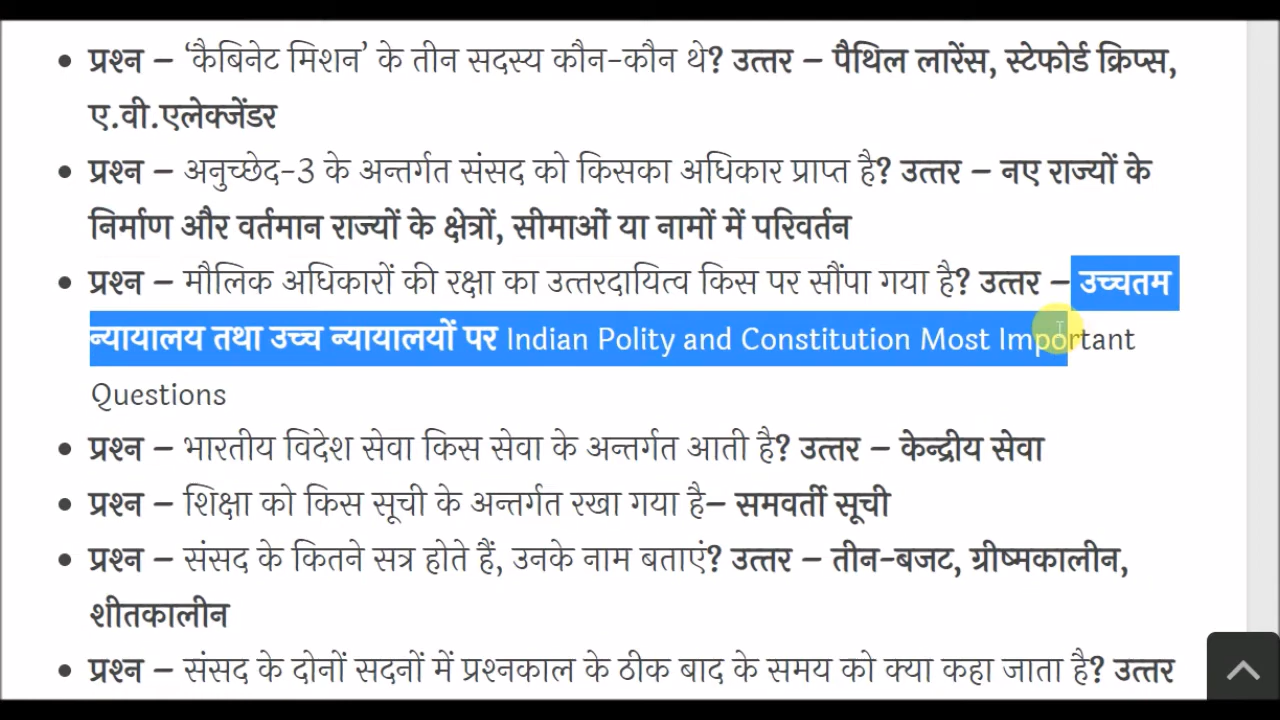 प्रश्न – ‘कैबिनेट मिशन’ के तीन सदस्य कौन-कौन थे? उत्तर – पैथिल लारेंस, स्टेफोर्ड क्रिप्स,
ए.वी.एलेक्जेंडर
प्रश्न – अनुच्छेद-3 के अन्तर्गत संसद को किसका अधिकार प्राप्त है? उत्तर – नए राज्यों के
निर्माण और वर्तमान राज्यों के क्षेत्रों, सीमाओं या नामों में परिवर्तन
प्रश्न – मौलिक अधिकारों की रक्षा का उत्तरदायित्व किस पर सौंपा गया है? उत्तर – उच्चतम
न्यायालय तथा उच्च न्यायालयों पर Indian Polity and Constitution Most Important
Questions
प्रश्न – भारतीय विदेश सेवा किस सेवा के अन्तर्गत आती है? उत्तर – केन्द्रीय सेवा
प्रश्न – शिक्षा को किस सूची के अन्तर्गत रखा गया है– समवर्ती सूची
प्रश्न – संसद के कितने सत्र होते हैं, उनके नाम बताएं? उत्तर – तीन-बजट, ग्रीष्मकालीन,
शीतकालीन
प्रश्न – संसद के दोनों सदनों में प्रश्नकाल के ठीक बाद के समय को क्या कहा जाता है? उत्तर